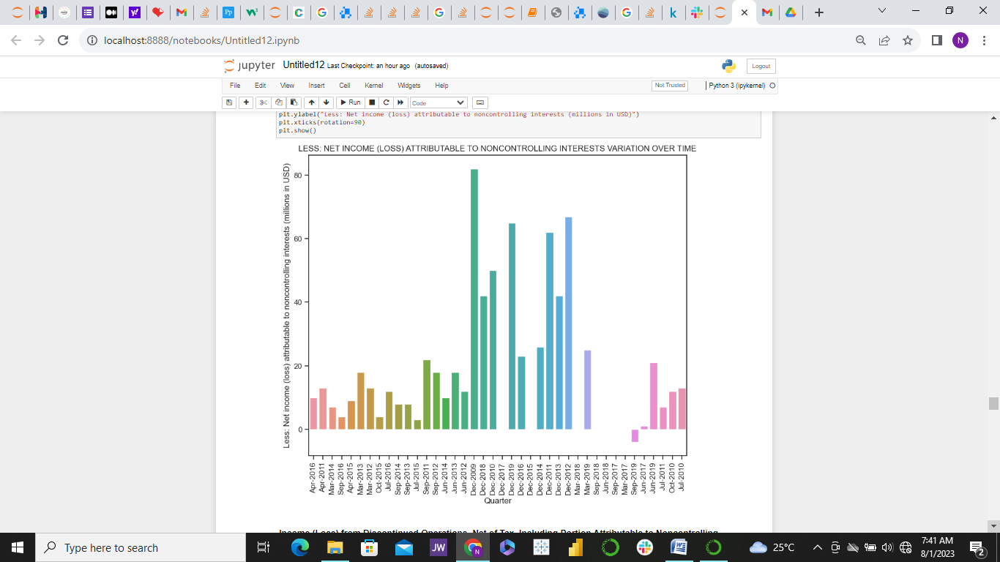 localhost:8888/notebooks/Untitled12.ipynb
N
jupyter Untitled12 Last Checkpoint: an hour ago (autosaved)
Logout
File Edit View Insert Cell Kernel Widgets Help
Not Trusted
Python 3 (ipykernel)
Run
Code
plt.ylabel("Less: Net income (loss) attributable to noncontrolling interests (millions in USD)")
plt.xticks(rotation=90)
plt.show()
LESS: NET INCOME (LOSS) ATTRIBUTABLE TO NONCONTROLLING INTERESTS VARIATION OVER TIME
Less: Net income (loss) attributable to noncontrolling interests (millions in USD)
80
60
40
20
0
Apr-2016
Apr-2011
Mar-2014
Sep-2016
Apr-2015
Mar-2013
Mar-2012
Oct-2015
Jul-2016
Sep-2014
Sep-2013
Jul-2015
Sep-2011
Sep-2012
Jun-2014
Jun-2013
Jun-2012
Dec-2009
Dec-2018
Dec-2010
Dec-2017
Dec-2019
Dec-2016
Dec-2015
Dec-2014
Dec-2011
Dec-2013
Dec-2012
Mar-2018
Mar-2019
Sep-2018
Jun-2018
Sep-2017
Mar-2017
Sep-2019
Jun-2017
Jun-2019
Jul-2011
Oct-2010
Jul-2010
Quarter
Income (Loss) from Discontinued Operations, Net of Tax, Including Portion Attributable to Noncontrolling
Type here to search
JW
N
25°C
7:41 AM
8/1/2023
2